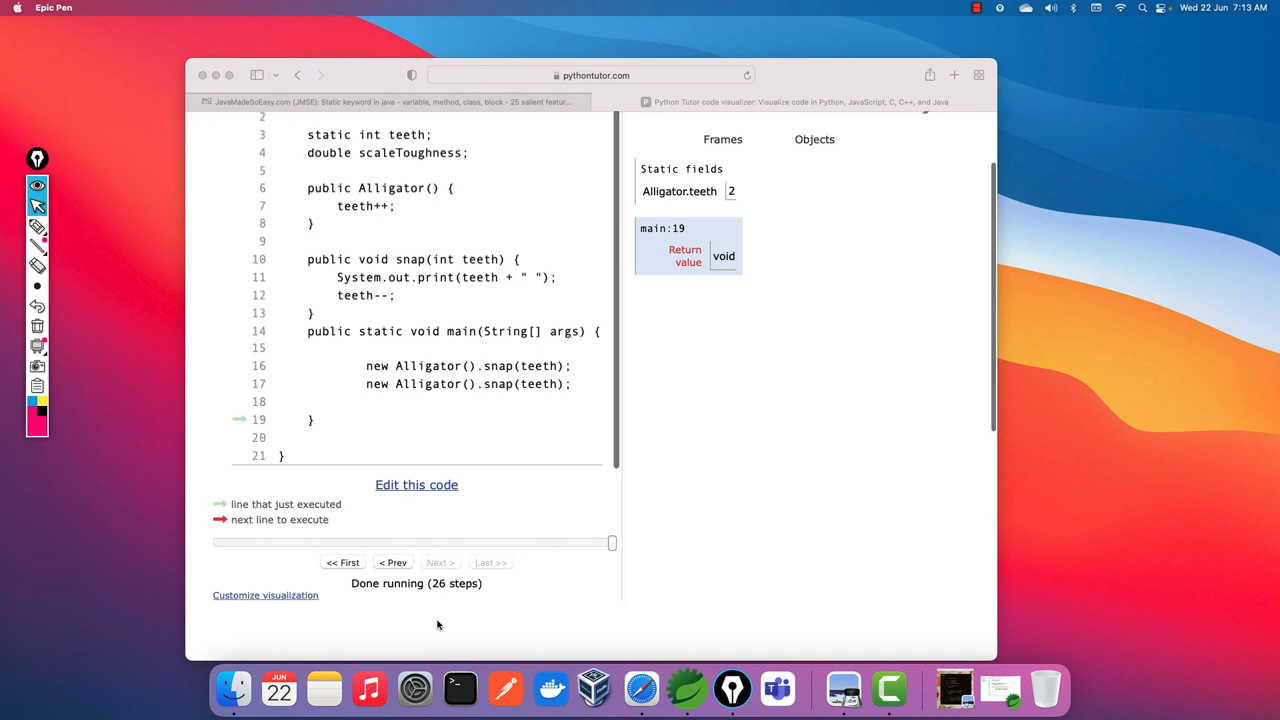 Epic Pen
Wed 22 Jun 7:13 AM
pythontutor.com
JavaMadeSoEasy.com (JMSE): Static keyword in java - variable, method, class, block - 25 salient featur...
Python Tutor code visualizer: Visualize code in Python, JavaScript, C, C++, and Java
2
3 static int teeth;
4 double scaleToughness;
5
6 public Alligator() {
7 teeth++;
8 }
9
10 public void snap(int teeth) {
11 System.out.print(teeth + " ");
12 teeth--;
13 }
14 public static void main(String[] args) {
15
16 new Alligator().snap(teeth);
17 new Alligator().snap(teeth);
18
19 }
20
21 }
Edit this code
line that just executed
next line to execute
<< First < Prev Next > Last >>
Done running (26 steps)
Customize visualization
Frames Objects
Static fields
Alligator.teeth 2
main:19
Return
value void
JUN
22